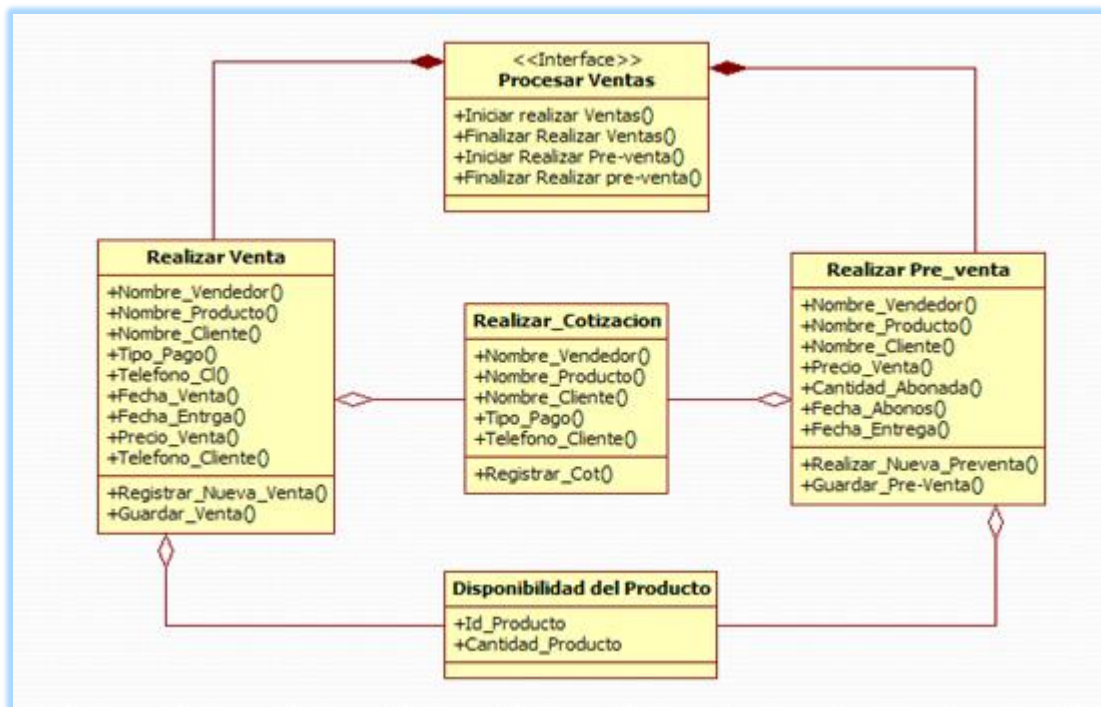 <<Interface>>
Procesar Ventas
+Iniciar realizar Ventas()
+Finalizar Realizar Ventas()
+Iniciar Realizar Pre-venta()
+Finalizar Realizar pre-venta()
Realizar Venta
+Nombre_Vendedor()
+Nombre_Producto()
+Nombre_Cliente()
+Tipo_Pago()
+Telefono_Cl()
+Fecha_Venta()
+Fecha_Entrga()
+Precio_Venta()
+Telefono_Cliente()
+Registrar_Nueva_Venta()
+Guardar_Venta()
Realizar_Cotizacion
+Nombre_Vendedor()
+Nombre_Producto()
+Nombre_Cliente()
+Tipo_Pago()
+Telefono_Cliente()
+Registrar_Cot()
Realizar Pre_venta
+Nombre_Vendedor()
+Nombre_Producto()
+Nombre_Cliente()
+Precio_Venta()
+Cantidad_Abonada()
+Fecha_Abonos()
+Fecha_Entrega()
+Realizar_Nueva_Preventa()
+Guardar_Pre-Venta()
Disponibilidad del Producto
+Id_Producto
+Cantidad_Producto